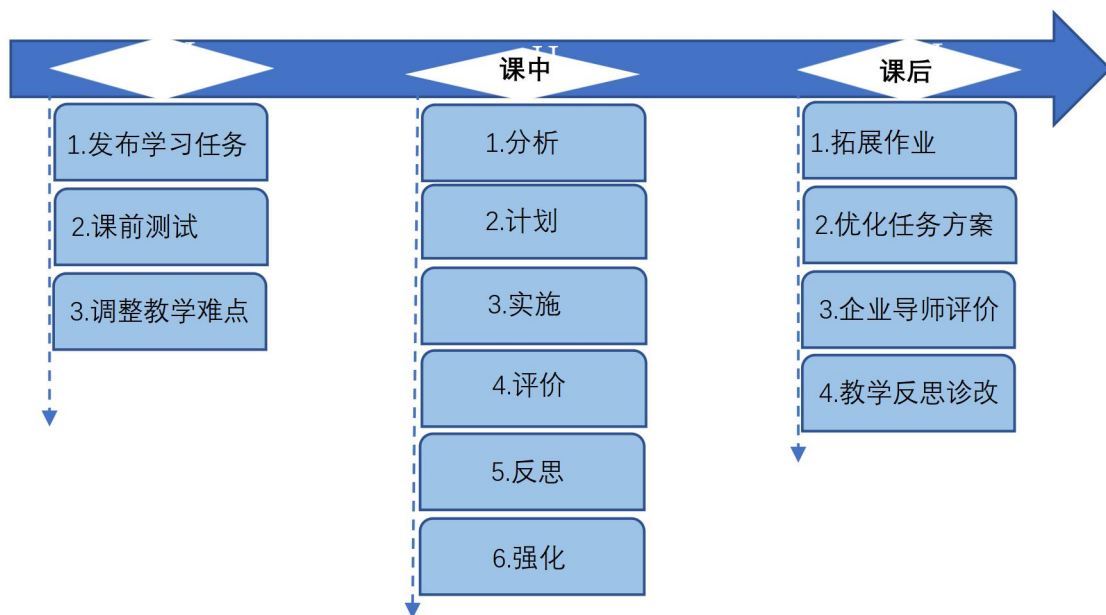 课中
课后
1.发布学习任务
2.课前测试
3.调整教学难点
1.分析
2.计划
3.实施
4.评价
5.反思
6.强化
1.拓展作业
2.优化任务方案
3.企业导师评价
4.教学反思诊改